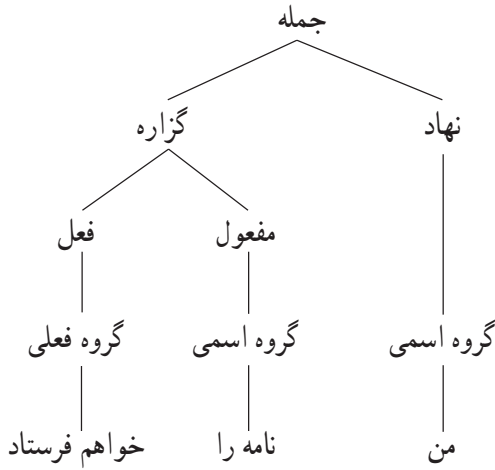 جمله
نهاد گزاره
مفعول فعل
گروه اسمی گروه اسمی گروه فعلی
من نامه را خواهم فرستاد